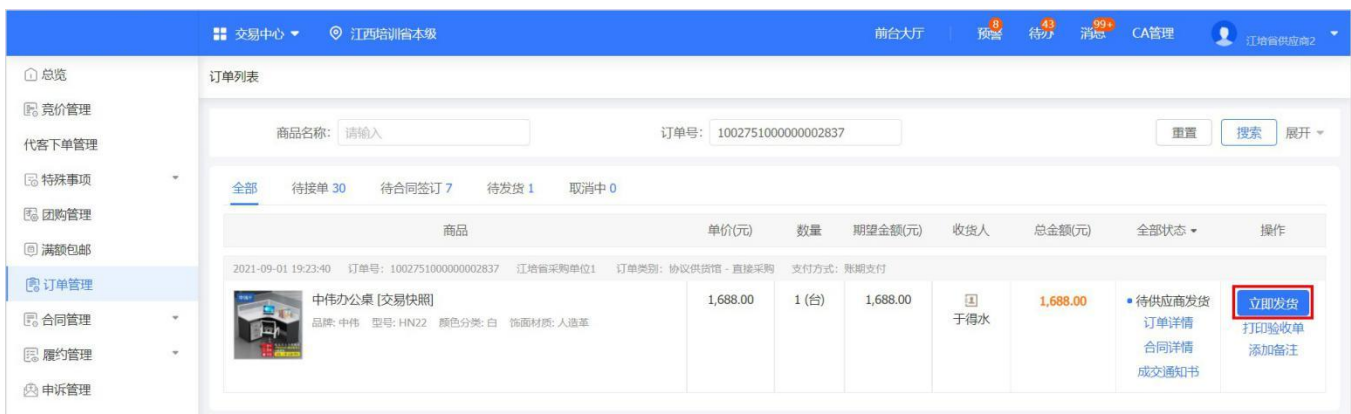 交易中心 江西培训省本级 前台大厅 预警 8 待办 43 消息 99+ CA管理 江培省供应商2
总览
竞价管理
代客下单管理
特殊事项
团购管理
满额包邮
订单管理
合同管理
履约管理
申诉管理
订单列表
商品名称: 请输入 订单号: 1002751000000002837 重置 搜索 展开
全部 待接单 30 待合同签订 7 待发货 1 取消中 0
商品 单价(元) 数量 期望金额(元) 收货人 总金额(元) 全部状态 操作
2021-09-01 19:23:40 订单号: 1002751000000002837 江培省采购单位1 订单类别: 协议供货馆 - 直接采购 支付方式: 账期支付
中伟办公桌 [交易快照] 1,688.00 1 (台) 1,688.00 于得水 1,688.00 待供应商发货 立即发货
品牌: 中伟 型号: HN22 颜色分类: 白 饰面材质: 人造革
订单详情 打印验收单
合同详情 添加备注
成交通知书